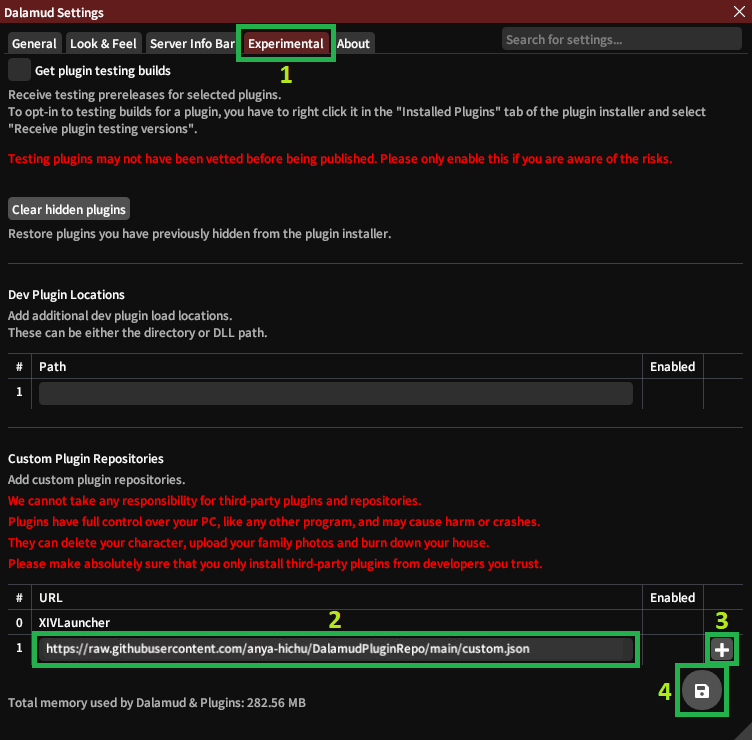 Dalamud Settings
General Look & Feel Server Info Bar Experimental About Search for settings...
1
Get plugin testing builds
Receive testing prereleases for selected plugins.
To opt-in to testing builds for a plugin, you have to right click it in the "Installed Plugins" tab of the plugin installer and select
"Receive plugin testing versions".
Testing plugins may not have been vetted before being published. Please only enable this if you are aware of the risks.
Clear hidden plugins
Restore plugins you have previously hidden from the plugin installer.
Dev Plugin Locations
Add additional dev plugin load locations.
These can be either the directory or DLL path.
# Path Enabled
1
Custom Plugin Repositories
Add custom plugin repositories.
We cannot take any responsibility for third-party plugins and repositories.
Plugins have full control over your PC, like any other program, and may cause harm or crashes.
They can delete your character, upload your family photos and burn down your house.
Please make absolutely sure that you only install third-party plugins from developers you trust.
# URL Enabled
0 XIVLauncher
2 3
1 https://raw.githubusercontent.com/anya-hichu/DalamudPluginRepo/main/custom.json
4
Total memory used by Dalamud & Plugins: 282.56 MB